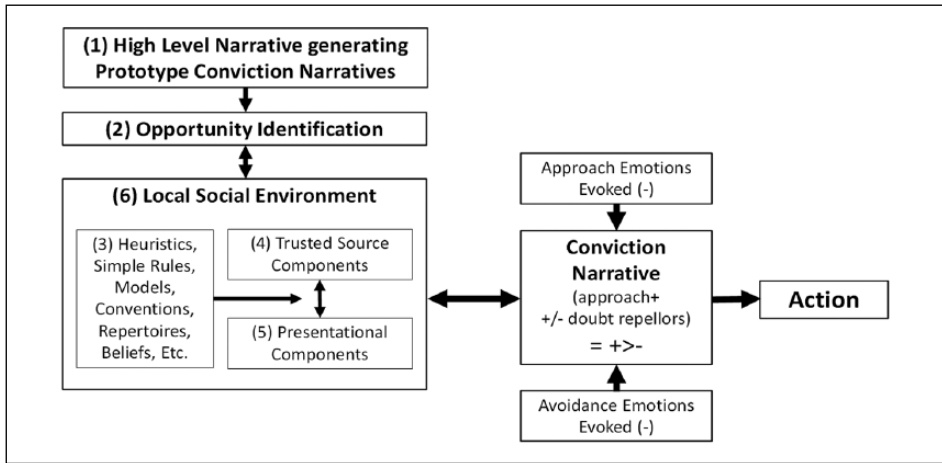 (1) High Level Narrative generating
Prototype Conviction Narratives
(2) Opportunity Identification
(6) Local Social Environment
(3) Heuristics,
Simple Rules,
Models,
Conventions,
Repertoires,
Beliefs, Etc.
(4) Trusted Source
Components
(5) Presentational
Components
Approach Emotions
Evoked (-)
Conviction
Narrative
(approach+
+/- doubt repellors)
= +>-
Avoidance Emotions
Evoked (-)
Action